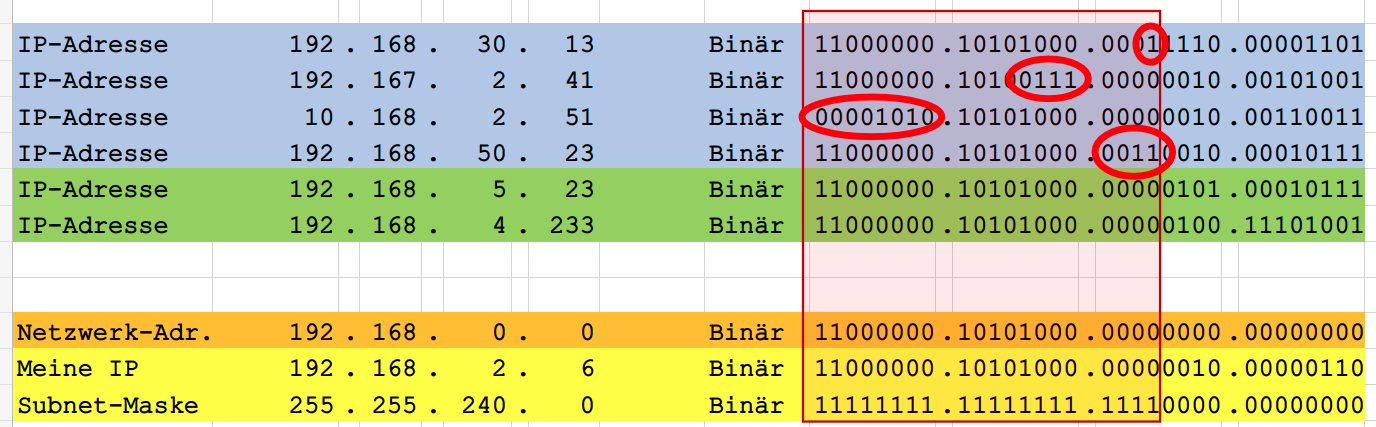 IP-Adresse 192 . 168 . 30 . 13 Binär 11000000 .10101000 .00011110 .00001101
IP-Adresse 192 . 167 . 2 . 41 Binär 11000000 .10100111 .00000010 .00101001
IP-Adresse 10 . 168 . 2 . 51 Binär 00001010 .10101000 .00000010 .00110011
IP-Adresse 192 . 168 . 50 . 23 Binär 11000000 .10101000 .00110010 .00010111
IP-Adresse 192 . 168 . 5 . 23 Binär 11000000 .10101000 .00000101 .00010111
IP-Adresse 192 . 168 . 4 . 233 Binär 11000000 .10101000 .00000100 .11101001
Netzwerk-Adr. 192 . 168 . 0 . 0 Binär 11000000 .10101000 .00000000 .00000000
Meine IP 192 . 168 . 2 . 6 Binär 11000000 .10101000 .00000010 .00000110
Subnet-Maske 255 . 255 . 240 . 0 Binär 11111111 .11111111 .11110000 .00000000